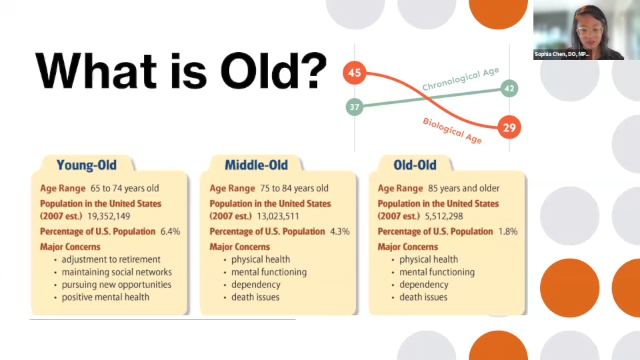 Sophia Chen, DO, MP...
What is Old?
45
37
Chronological Age
Biological Age
42
29
Young-Old
Age Range 65 to 74 years old
Population in the United States
(2007 est.) 19,352,149
Percentage of U.S. Population 6.4%
Major Concerns
• adjustment to retirement
• maintaining social networks
• pursuing new opportunities
• positive mental health
Middle-Old
Age Range 75 to 84 years old
Population in the United States
(2007 est.) 13,023,511
Percentage of U.S. Population 4.3%
Major Concerns
• physical health
• mental functioning
• dependency
• death issues
Old-Old
Age Range 85 years and older
Population in the United States
(2007 est.) 5,512,298
Percentage of U.S. Population 1.8%
Major Concerns
• physical health
• mental functioning
• dependency
• death issues